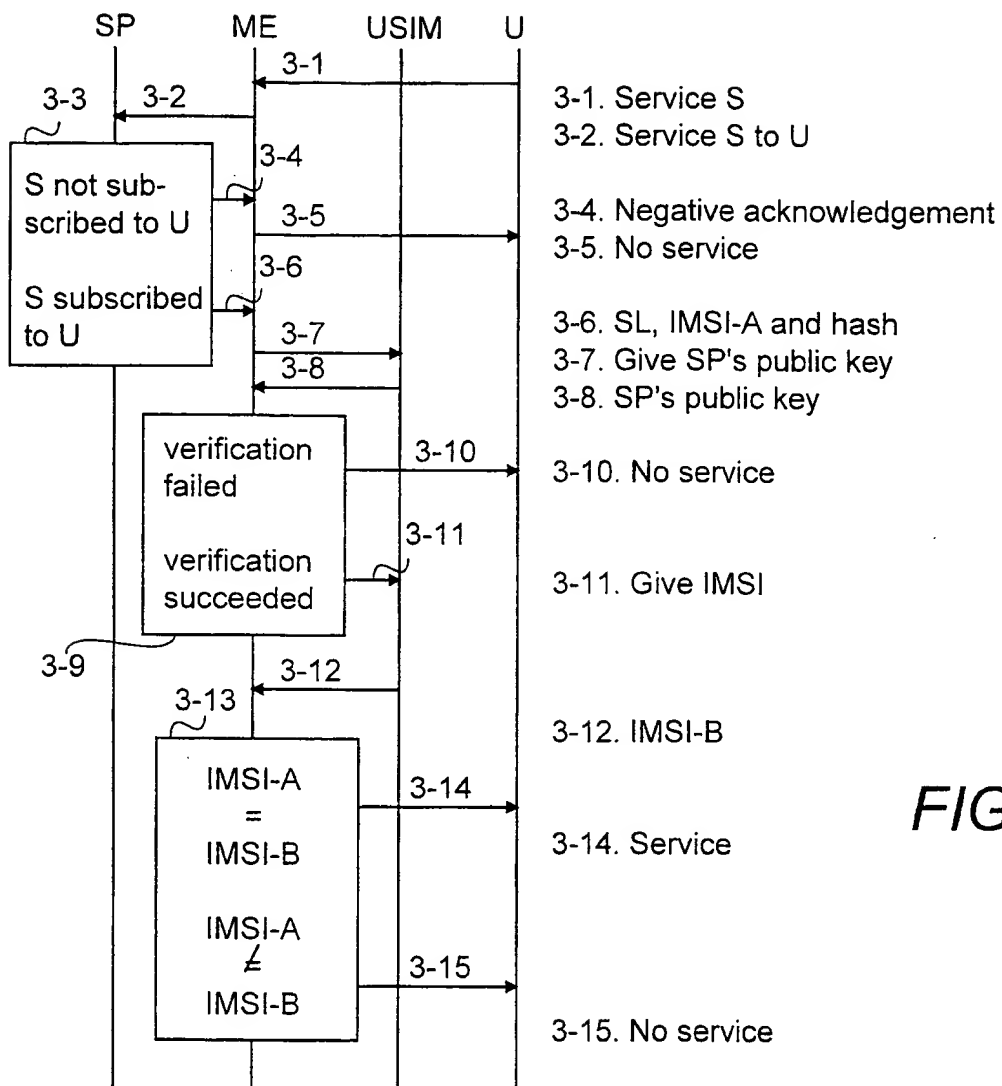 SP ME USIM U
3-1
3-2
3-3
S not sub-
scribed to U
S subscribed
to U
3-4
3-5
3-6
3-7
3-8
verification
failed
verification
succeeded
3-9
3-10
3-11
3-12
3-13
IMSI-A
=
IMSI-B
IMSI-A
≠
IMSI-B
3-14
3-15
3-1. Service S
3-2. Service S to U
3-4. Negative acknowledgement
3-5. No service
3-6. SL, IMSI-A and hash
3-7. Give SP's public key
3-8. SP's public key
3-10. No service
3-11. Give IMSI
3-12. IMSI-B
3-14. Service
3-15. No service
FIG